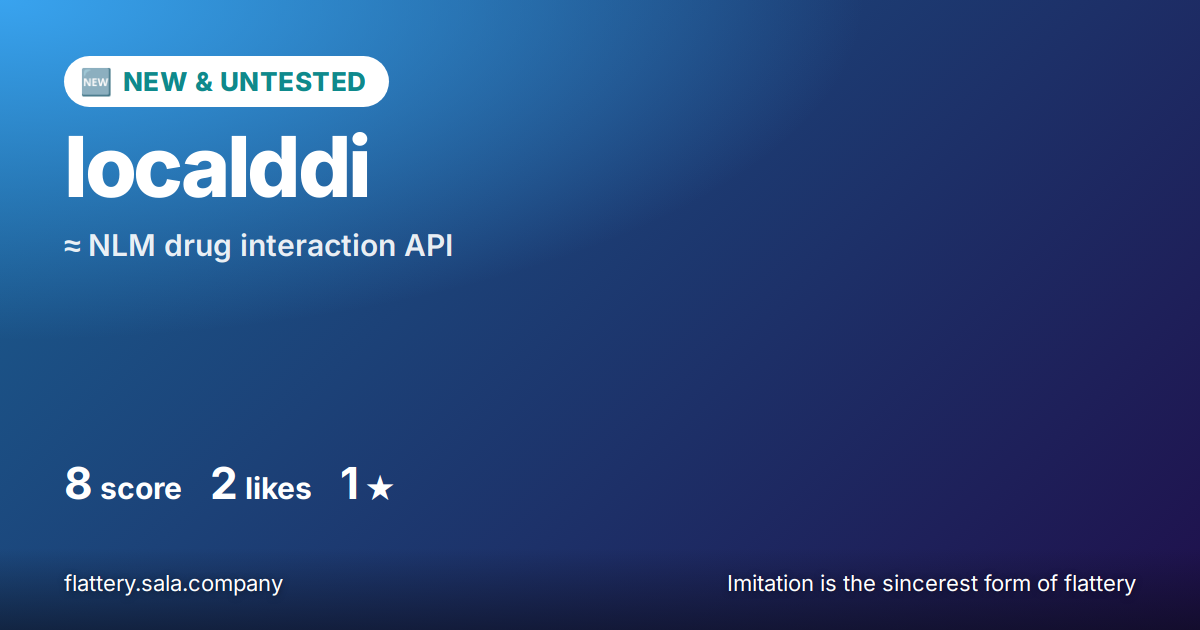 🆕 NEW & UNTESTED
localddi
≈ NLM drug interaction API
8 score 2 likes 1 ★
flattery.sala.company
Imitation is the sincerest form of flattery